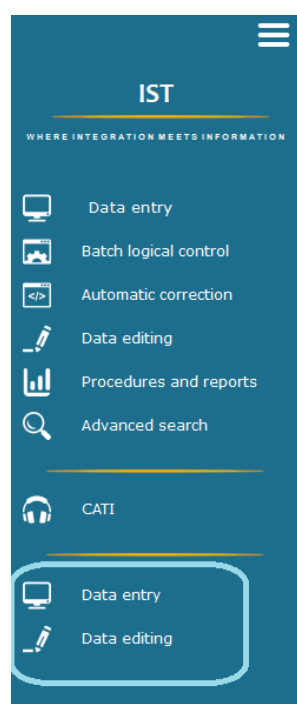 IST
WHERE INTEGRATION MEETS INFORMATION
Data entry
Batch logical control
</>
Automatic correction
Data editing
Procedures and reports
Advanced search
CATI
Data entry
Data editing